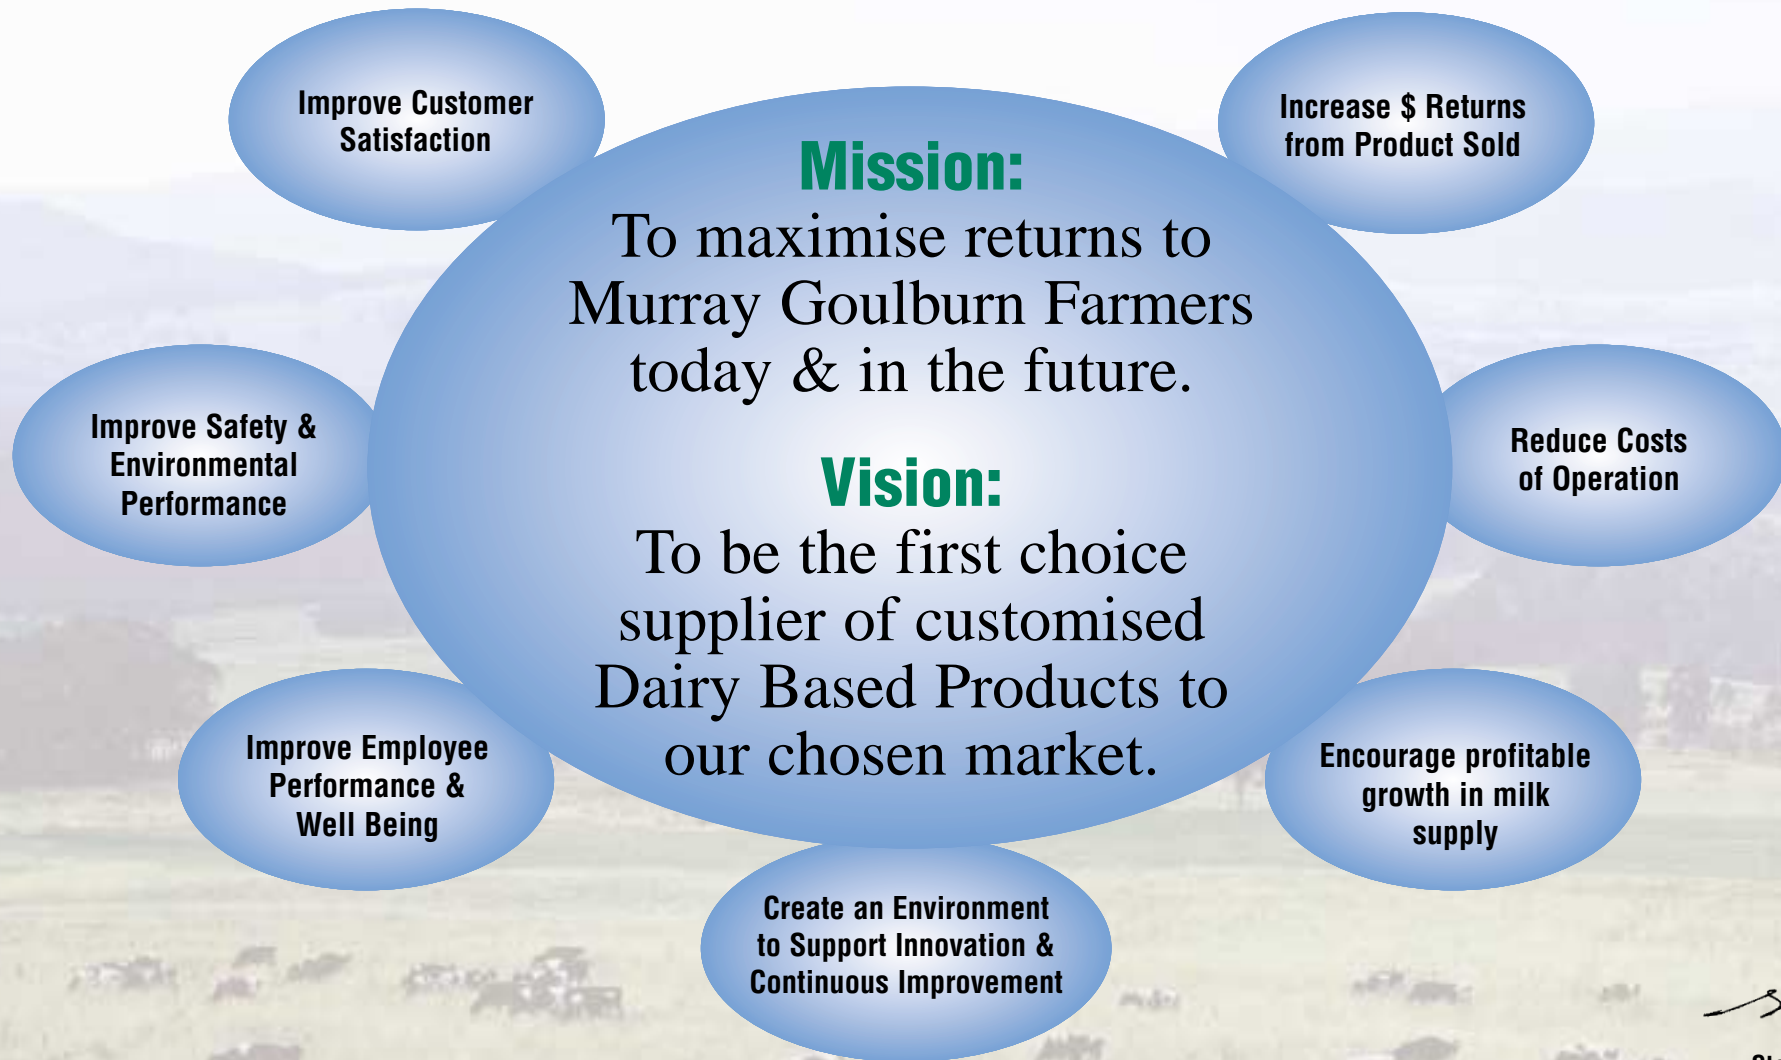 Improve Customer
Satisfaction
Increase $ Returns
from Product Sold
Mission:
To maximise returns to
Murray Goulburn Farmers
today & in the future.
Improve Safety &
Environmental
Performance
Reduce Costs
of Operation
Vision:
To be the first choice
supplier of customised
Dairy Based Products to
our chosen market.
Improve Employee
Performance &
Well Being
Encourage profitable
growth in milk
supply
Create an Environment
to Support Innovation &
Continuous Improvement